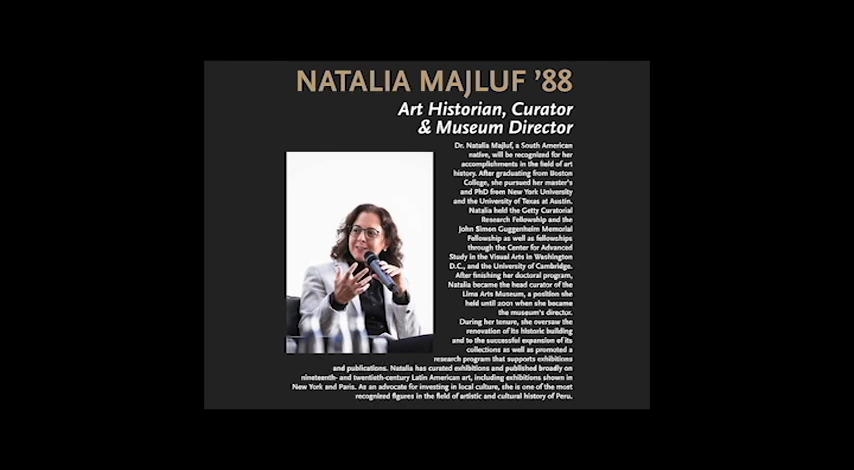 NATALIA MAJLUF ’88
Art Historian, Curator
& Museum Director
Dr. Natalia Majluf, a South American
native, will be recognized for her
accomplishments in the field of art
history. After graduating from Boston
College, she pursued her master's
and PhD from New York University
and the University of Texas at Austin.
Natalia held the Getty Curatorial
Research Fellowship and the
John Simon Guggenheim Memorial
Fellowship as well as fellowships
through the Center for Advanced
Study in the Visual Arts in Washington
D.C., and the University of Cambridge.
After finishing her doctoral program,
Natalia became the head curator of the
Lima Arts Museum, a position she
held until 2001 when she became
the museum's director.
During her tenure, she oversaw the
renovation of its historic building
and to the successful expansion of its
collections as well as promoted a
research program that supports exhibitions
and publications. Natalia has curated exhibitions and published broadly on
nineteenth- and twentieth-century Latin American art, including exhibitions shown in
New York and Paris. As an advocate for investing in local culture, she is one of the most
recognized figures in the field of artistic and cultural history of Peru.